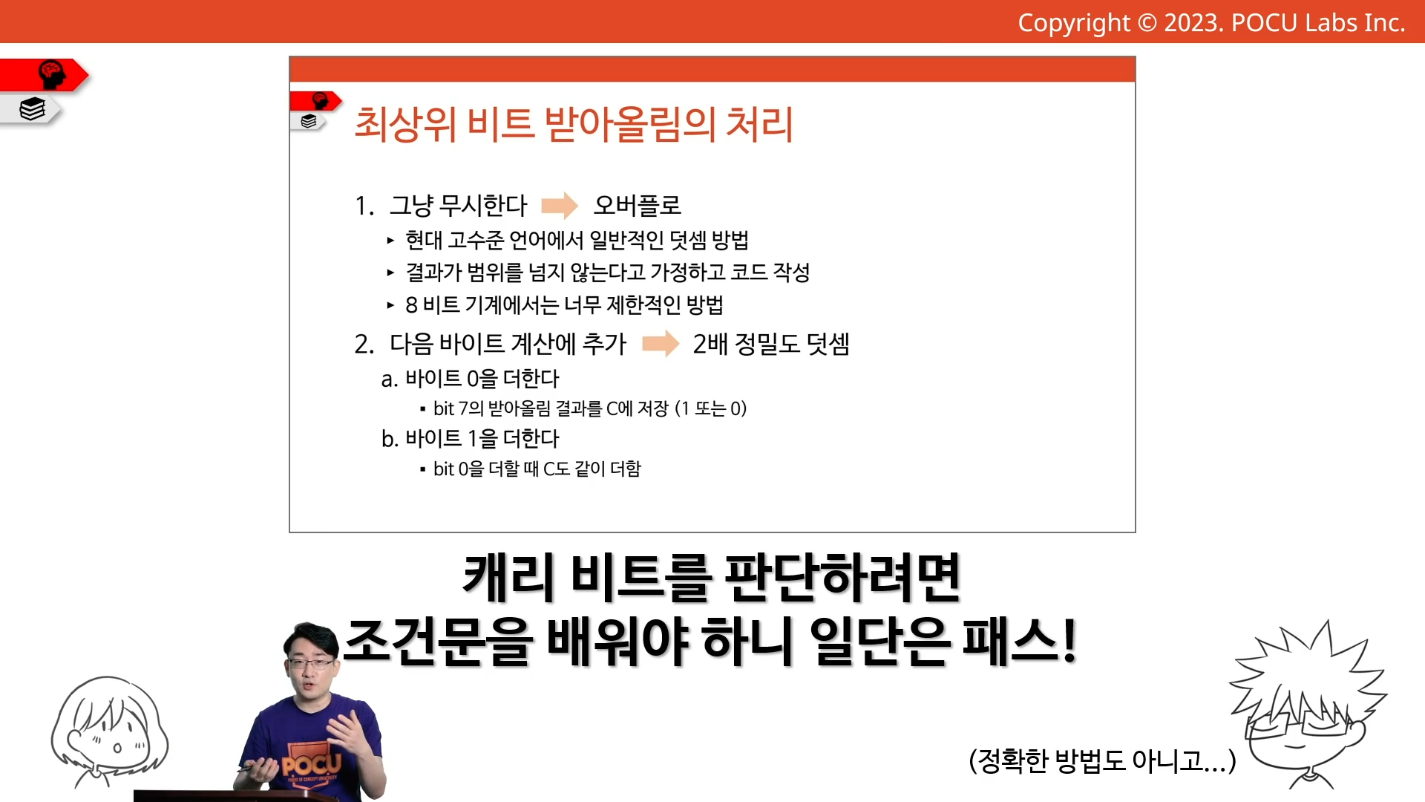 Copyright © 2023. POCU Labs Inc.
최상위 비트 받아올림의 처리
1. 그냥 무시한다 오버플로
현대 고수준 언어에서 일반적인 덧셈 방법
결과가 범위를 넘지 않는다고 가정하고 코드 작성
8 비트 기계에서는 너무 제한적인 방법
2. 다음 바이트 계산에 추가 2배 정밀도 덧셈
a. 바이트 0을 더한다
bit 7의 받아올림 결과를 C에 저장 (1 또는 0)
b. 바이트 1을 더한다
bit 0을 더할 때 C도 같이 더함
캐리 비트를 판단하려면
조건문을 배워야 하니 일단은 패스!
(정확한 방법도 아니고...)
POCU